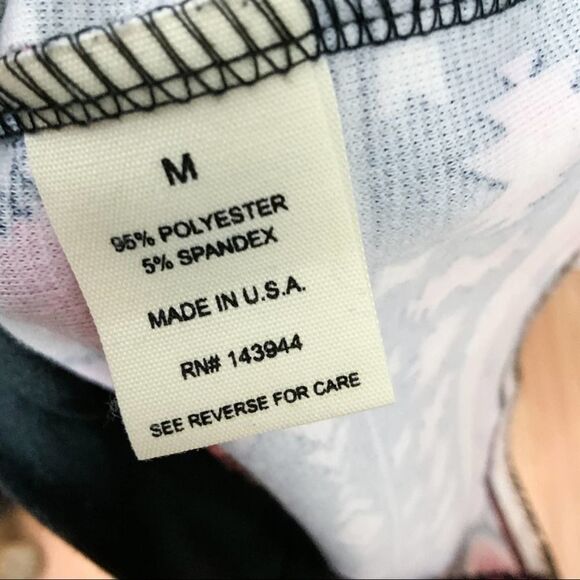 M
95% POLYESTER
5% SPANDEX
MADE IN U.S.A.
RN# 143944
SEE REVERSE FOR CARE